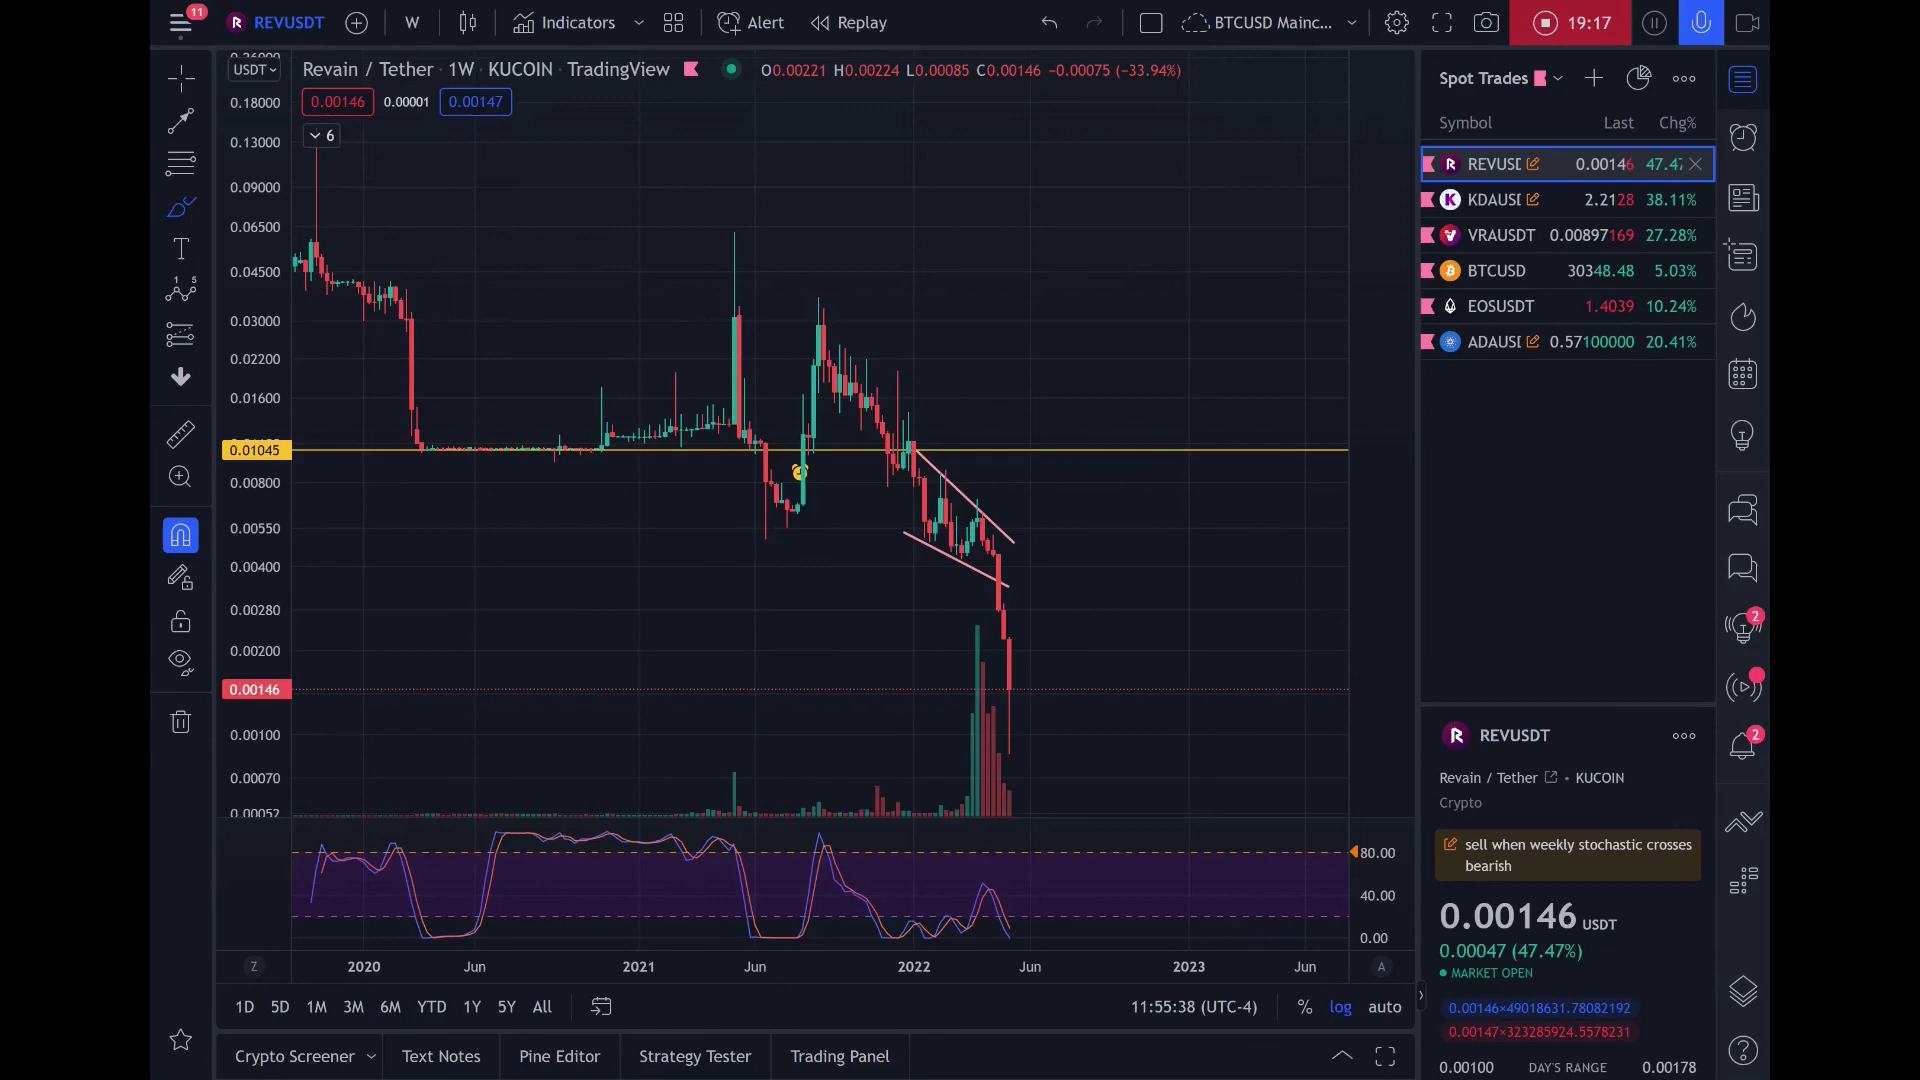 11
REVUSDT
W
Indicators
Alert
Replay
BTCUSD Mainc...
19:17
USDT
Revain / Tether · 1W · KUCOIN · TradingView
O0.00221 H0.00224 L0.00085 C0.00146 −0.00075 (−33.94%)
0.00146 0.00001 0.00147
6
0.18000
0.13000
0.09000
0.06500
0.04500
0.03000
0.02200
0.01600
0.01045
0.00800
0.00550
0.00400
0.00280
0.00200
0.00146
0.00100
0.00070
0.00052
80.00
40.00
0.00
Z
2020
Jun
2021
Jun
2022
Jun
2023
Jun
A
1D 5D 1M 3M 6M YTD 1Y 5Y All
11:55:38 (UTC-4)
%
log
auto
Crypto Screener
Text Notes
Pine Editor
Strategy Tester
Trading Panel
Spot Trades
Symbol Last Chg%
REVUSD 0.00146 47.47
KDAUSD 2.2128 38.11%
VRAUSDT 0.00897169 27.28%
BTCUSD 30348.48 5.03%
EOSUSDT 1.4039 10.24%
ADAUSD 0.57100000 20.41%
REVUSDT
Revain / Tether • KUCOIN
Crypto
sell when weekly stochastic crosses
bearish
0.00146 USDT
0.00047 (47.47%)
MARKET OPEN
0.00146×49018631.78082192
0.00147×323285924.5578231
0.00100 DAY'S RANGE 0.00178
2
2